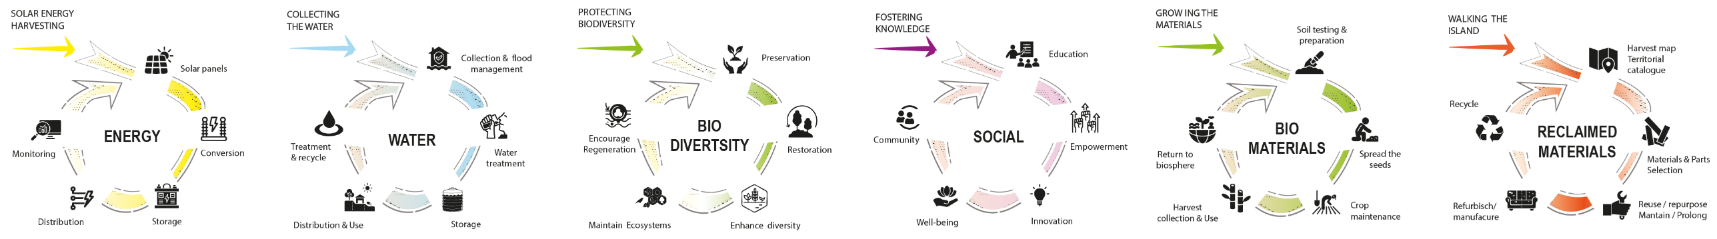 SOLAR ENERGY
HARVESTING
Solar panels
Conversion
Storage
Distribution
Monitoring
ENERGY
COLLECTING
THE WATER
Collection & flood
management
Water
treatment
Storage
Distribution & Use
Treatment
& recycle
WATER
PROTECTING
BIODIVERSITY
Preservation
Restoration
Enhance diversity
Maintain Ecosystems
Encourage
Regeneration
BIO
DIVERTSITY
FOSTERING
KNOWLEDGE
Education
Empowerment
Innovation
Well-being
Community
SOCIAL
GROWING THE
MATERIALS
Soil testing &
preparation
Spread the
seeds
Crop
maintenance
Harvest
collection & Use
Return to
biosphere
BIO
MATERIALS
WALKING THE
ISLAND
Harvest map
Territorial
catalogue
Materials & Parts
Selection
Reuse / repurpose
Mantain / Prolong
Refurbisch/
manufacure
Recycle
RECLAIMED
MATERIALS